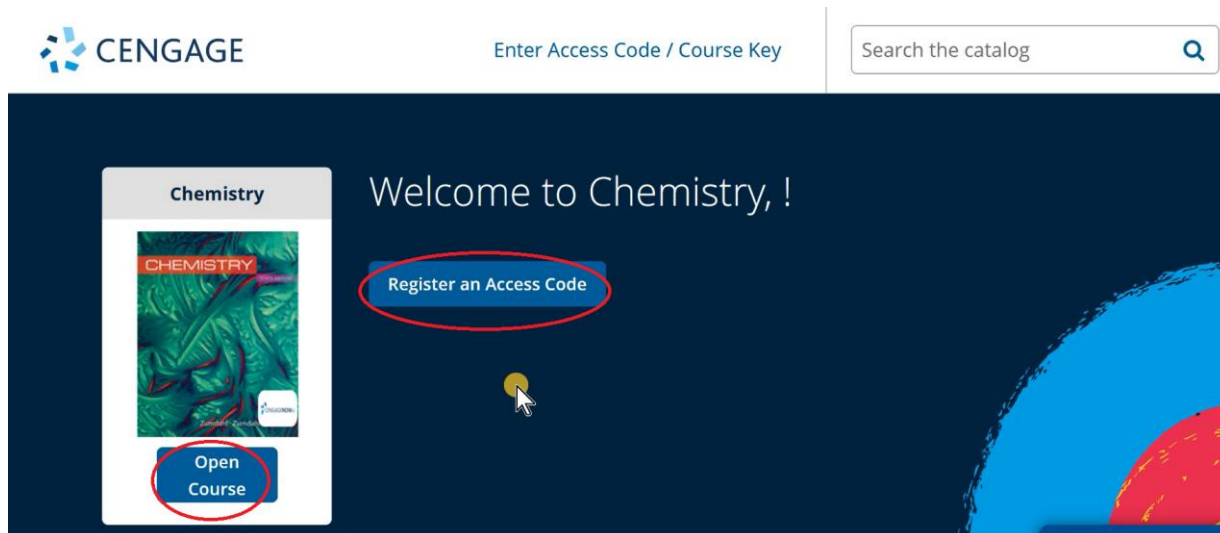 CENGAGE
Enter Access Code / Course Key
Search the catalog
Chemistry
Welcome to Chemistry, !
CHEMISTRY
Register an Access Code
Open
Course